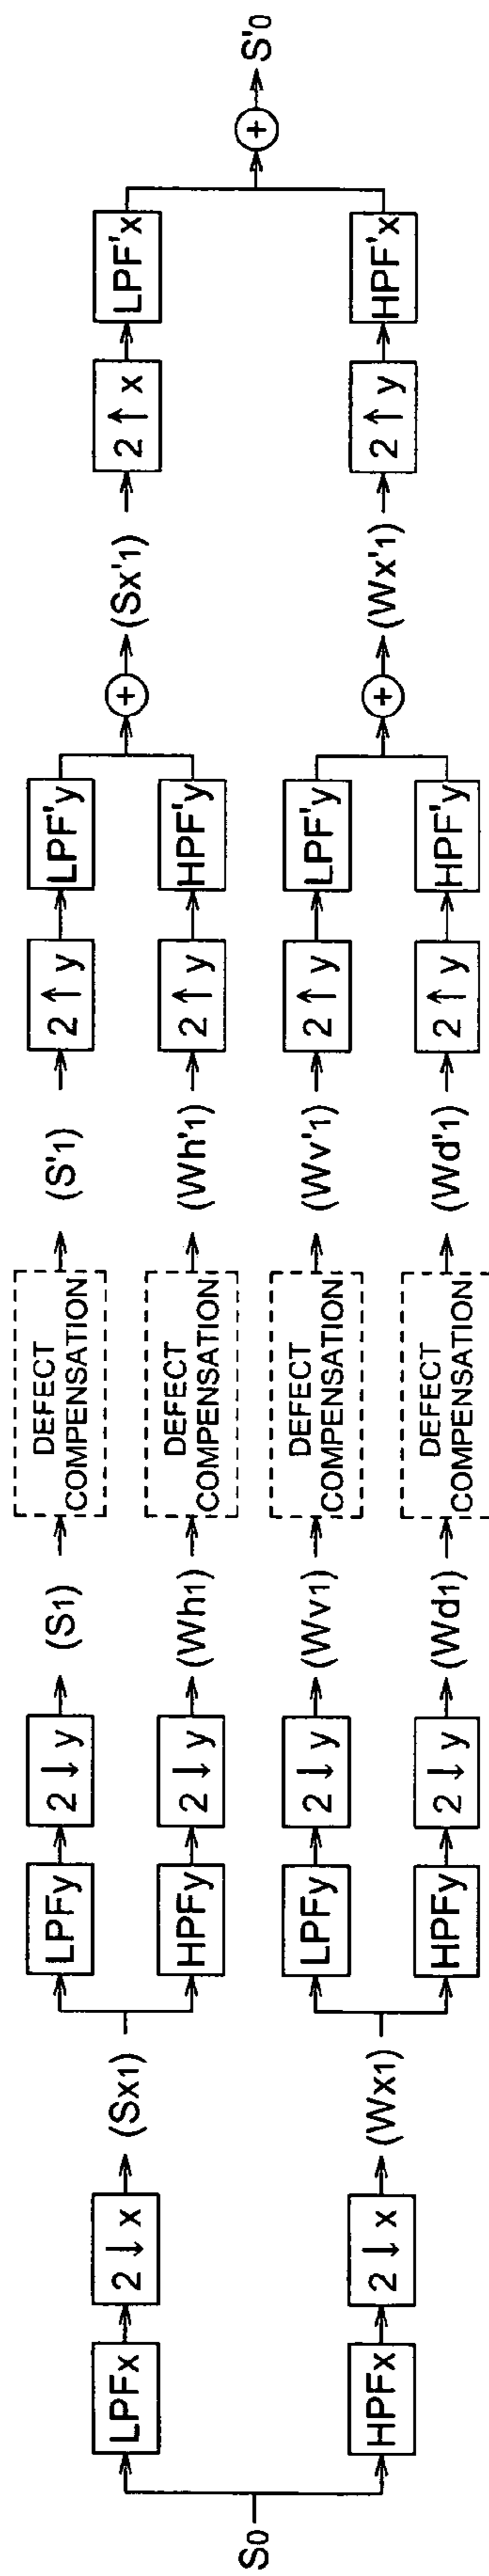 S0
LPFx
2↓x
(Sx1)
HPFx
2↓x
(Wx1)
LPFy
2↓y
(S1)
HPFy
2↓y
(Wh1)
LPFy
2↓y
(Wv1)
HPFy
2↓y
(Wd1)
DEFECT
COMPENSATION
DEFECT
COMPENSATION
DEFECT
COMPENSATION
DEFECT
COMPENSATION
(S'1)
2↑y
LPF'y
(Wh'1)
2↑y
HPF'y
(Wv'1)
2↑y
LPF'y
(Wd'1)
2↑y
HPF'y
+
(Sx'1)
2↑x
LPF'x
+
(Wx'1)
2↑y
HPF'x
+
S'0